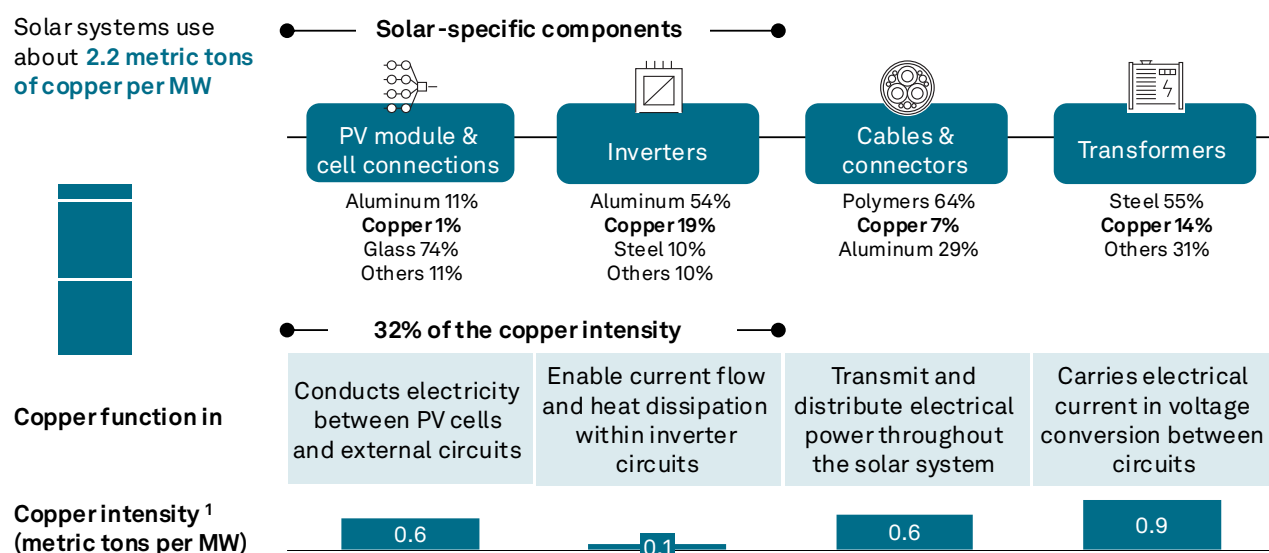 Solar systems use
about 2.2 metric tons
of copper per MW
Solar-specific components
PV module &
cell connections
Inverters
Cables &
connectors
Transformers
Aluminum 11%
Copper 1%
Glass 74%
Others 11%
Aluminum 54%
Copper 19%
Steel 10%
Others 10%
Polymers 64%
Copper 7%
Aluminum 29%
Steel 55%
Copper 14%
Others 31%
32% of the copper intensity
Copper function in
Conducts electricity
between PV cells
and external circuits
Enable current flow
and heat dissipation
within inverter
circuits
Transmit and
distribute electrical
power throughout
the solar system
Carries electrical
current in voltage
conversion between
circuits
Copper intensity 1
(metric tons per MW)
0.6
0.1
0.6
0.9